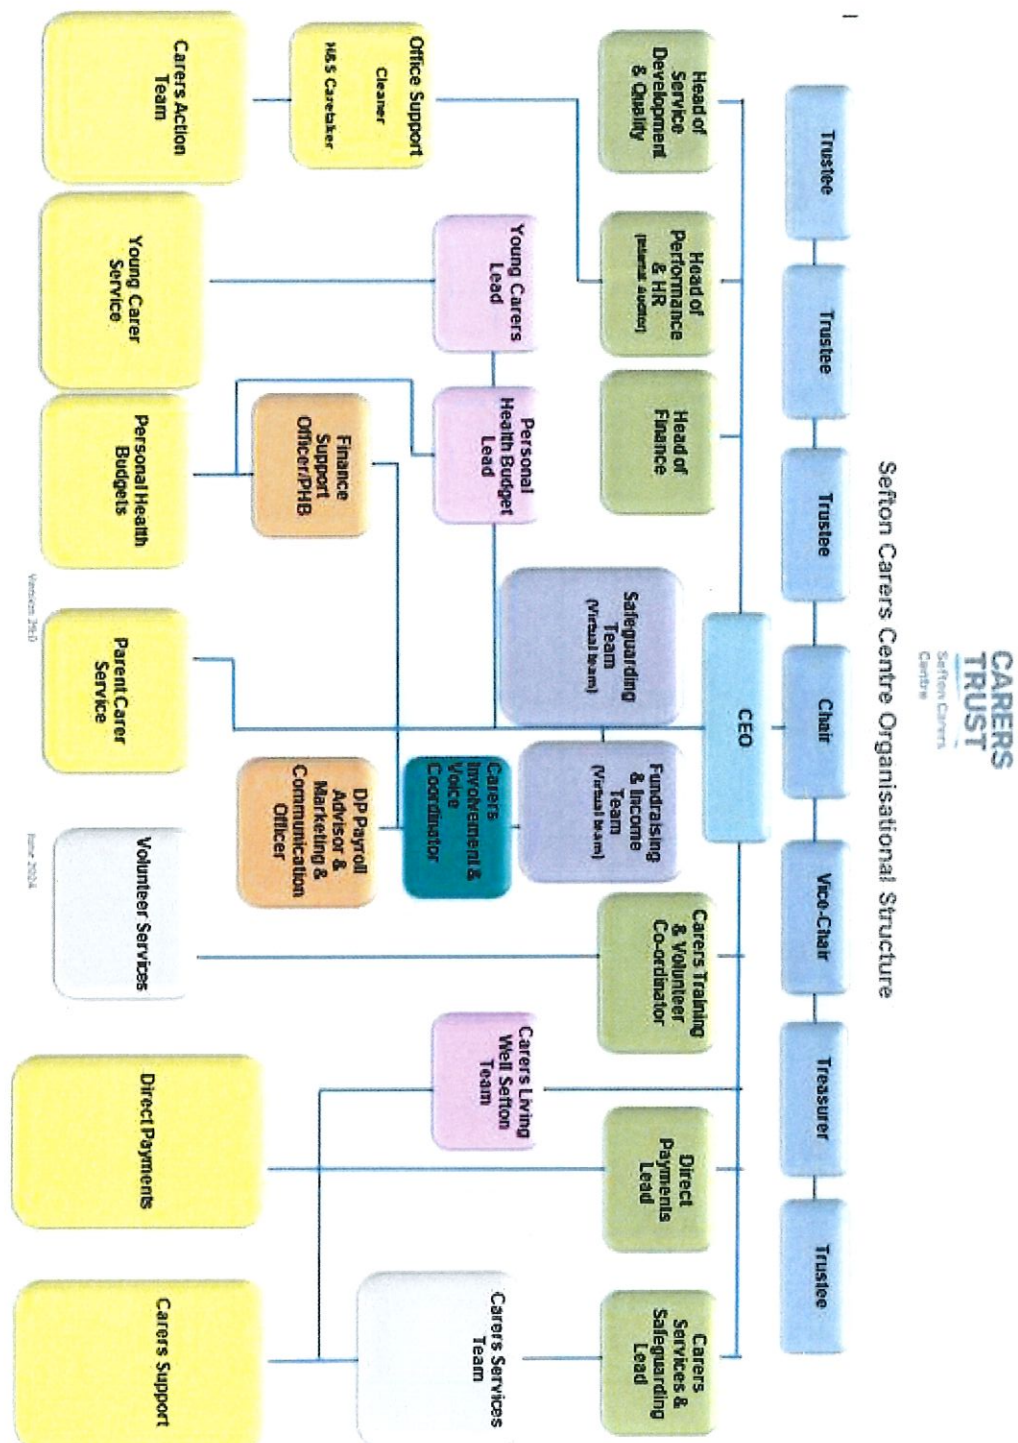 CARERS
TRUST
Sefton Carers
Centre
Sefton Carers Centre Organisational Structure
Trustee
Trustee
Trustee
Chair
Vice-Chair
Treasurer
Trustee
CEO
Head of
Service
Development
& Quality
Head of
Performance
& HR
(Internal Auditor)
Head of
Finance
Safeguarding
Team
(Virtual team)
Fundraising
& Income
Team
(Virtual team)
Carers Training
& Volunteer
Co-ordinator
Direct
Payments
Lead
Carers
Services &
Safeguarding
Lead
Young Carers
Lead
Personal
Health Budget
Lead
Carers
Involvement &
Voice
Coordinator
Carers Living
Well Sefton
Team
Carers Services
Team
Office Support
Cleaner
H&S Caretaker
Finance
Support
Officer/PHB
DP Payroll
Advisor &
Marketing &
Communication
Officer
Carers Action
Team
Young Carer
Service
Personal Health
Budgets
Parent Carer
Service
Volunteer Services
Direct Payments
Carers Support
June 2024